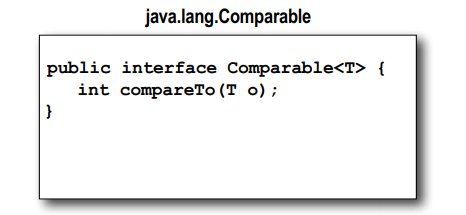 java.lang.Comparable
public interface Comparable<T> {
   int compareTo(T o);
}